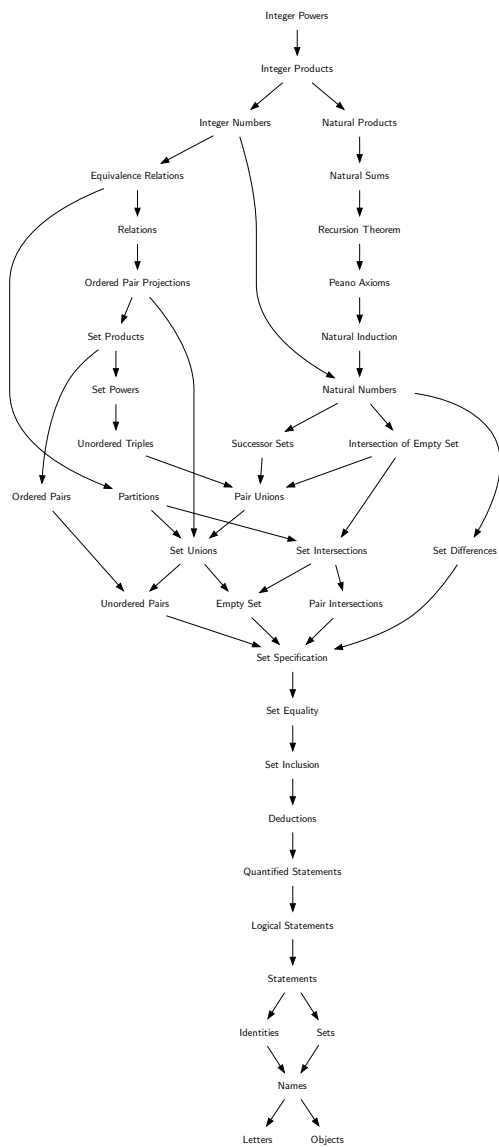 Integer Powers
Integer Products
Integer Numbers
Natural Products
Equivalence Relations
Natural Sums
Relations
Recursion Theorem
Ordered Pair Projections
Peano Axioms
Set Products
Natural Induction
Set Powers
Natural Numbers
Unordered Triples
Successor Sets
Intersection of Empty Set
Ordered Pairs
Partitions
Pair Unions
Set Unions
Set Intersections
Set Differences
Unordered Pairs
Empty Set
Pair Intersections
Set Specification
Set Equality
Set Inclusion
Deductions
Quantified Statements
Logical Statements
Statements
Identities
Sets
Names
Letters
Objects